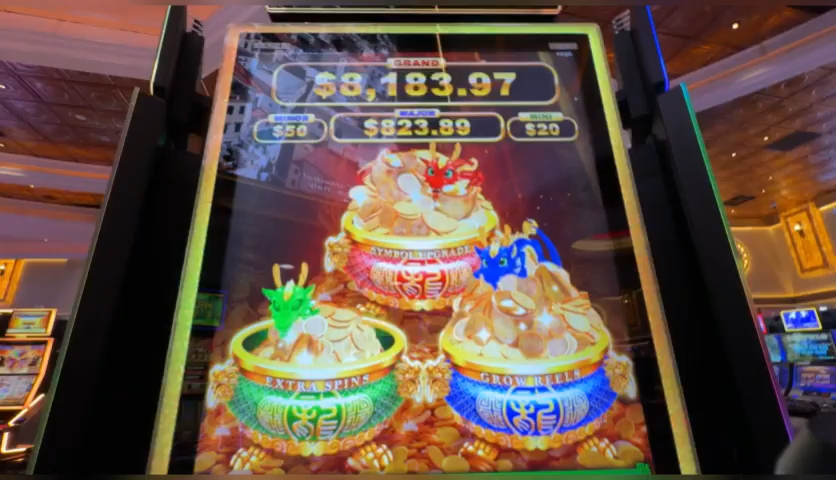 GRAND
$8,183.97
MINOR
$50
MAJOR
$823.89
MINI
$20
SYMBOL UPGRADE
EXTRA SPINS
GROW REELS